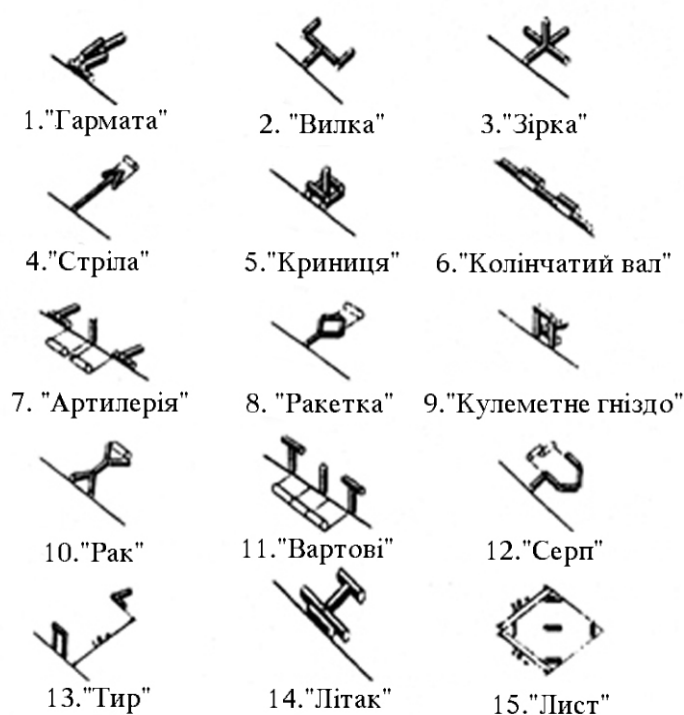 1."Гармата" 2. "Вилка" 3."Зірка"
4."Стріла" 5."Криниця" 6."Колінчатий вал"
7. "Артилерія" 8. "Ракетка" 9."Кулеметне гніздо"
10."Рак" 11."Вартові" 12."Серп"
13."Тир" 14."Літак" 15."Лист"